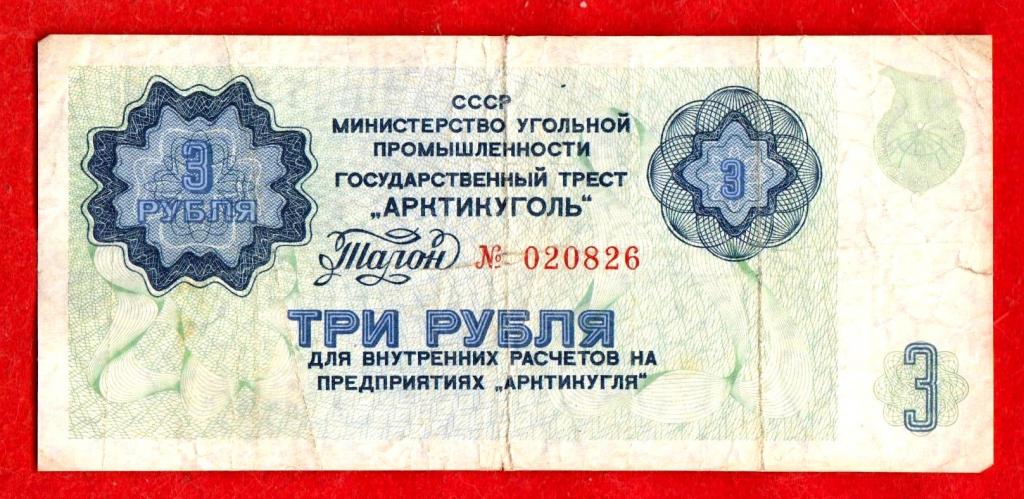 3
РУБЛЯ
СССР
МИНИСТЕРСТВО УГОЛЬНОЙ
ПРОМЫШЛЕННОСТИ
ГОСУДАРСТВЕННЫЙ ТРЕСТ
„АРКТИКУГОЛЬ“
Талон № 020826
3
ТРИ РУБЛЯ
ДЛЯ ВНУТРЕННИХ РАСЧЕТОВ НА
ПРЕДПРИЯТИЯХ „АРКТИКУГЛЯ“
3